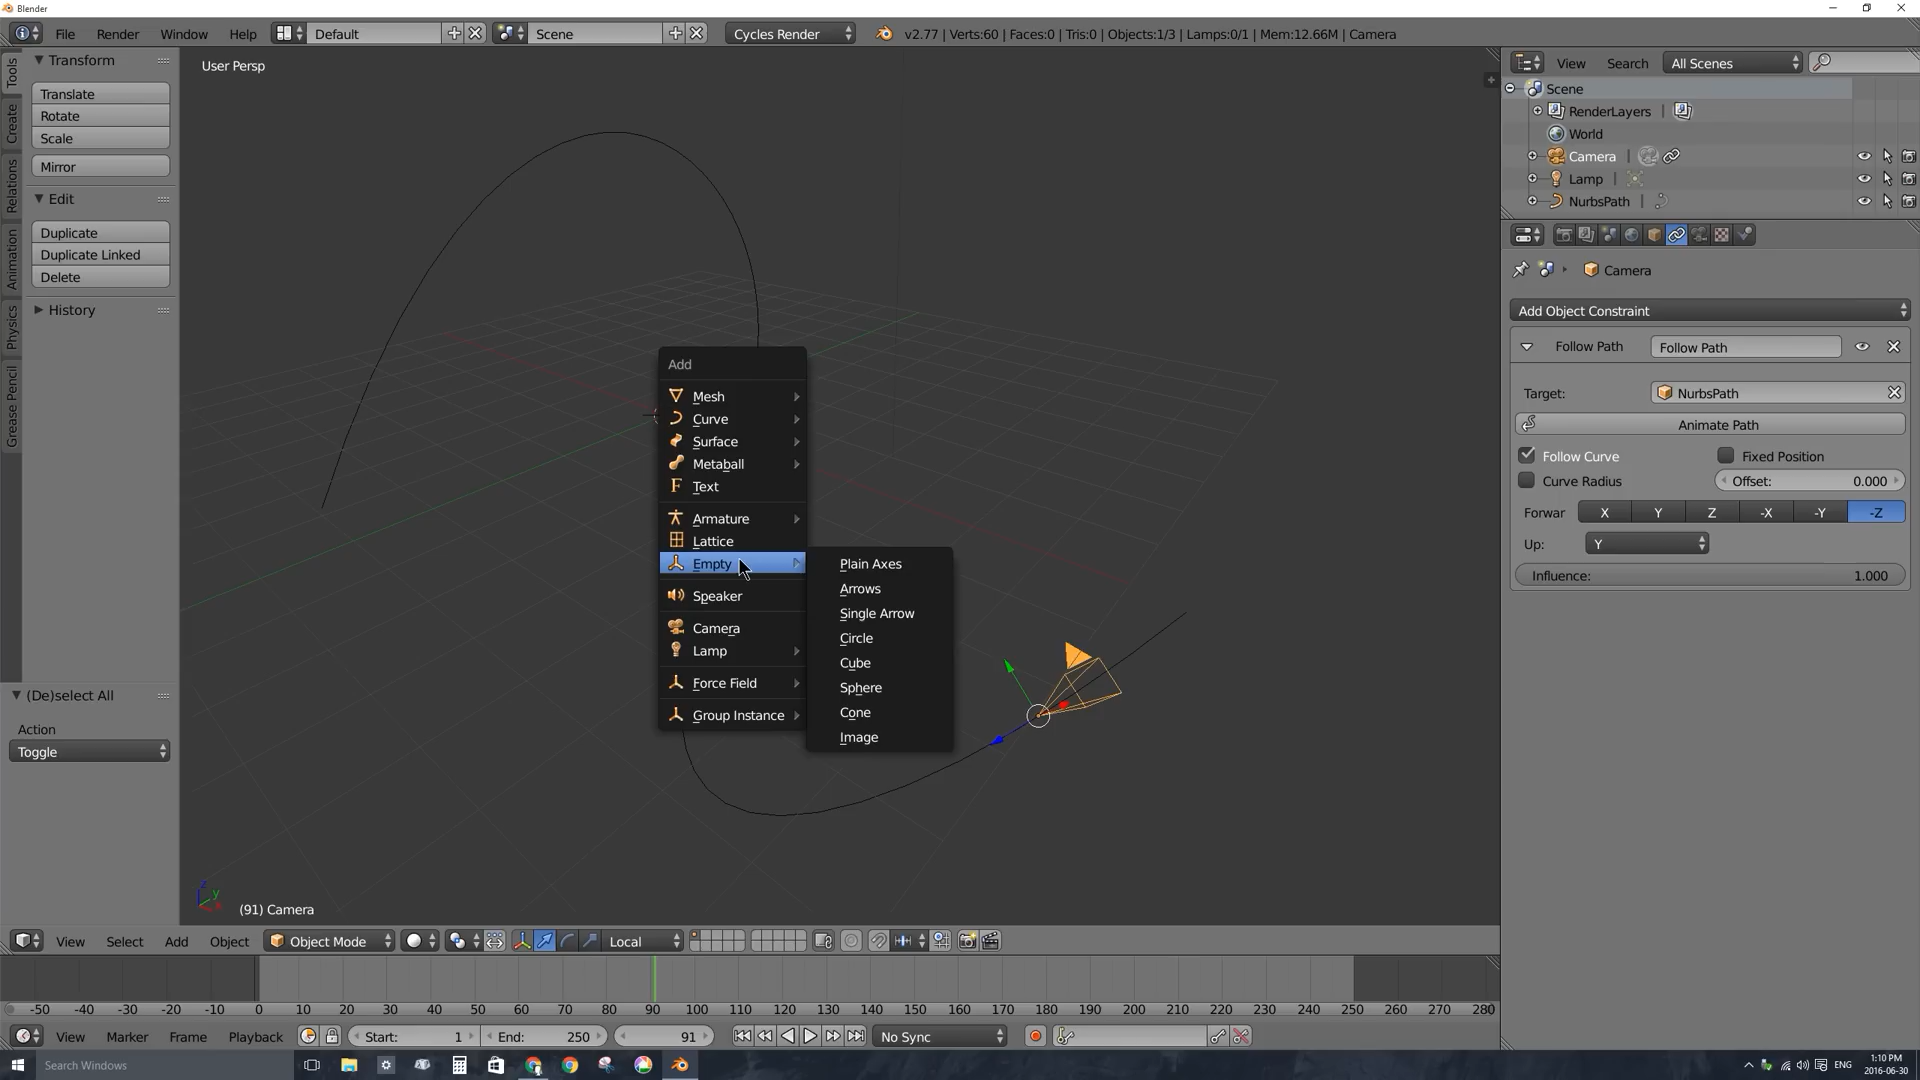 Blender
File Render Window Help Default Scene Cycles Render v2.77 | Verts:60 | Faces:0 | Tris:0 | Objects:1/3 | Lamps:0/1 | Mem:12.66M | Camera
Tools
Create
Relations
Animation
Physics
Grease Pencil
Transform
Translate
Rotate
Scale
Mirror
Edit
Duplicate
Duplicate Linked
Delete
History
(De)select All
Action
Toggle
User Persp
Add
Mesh
Curve
Surface
Metaball
Text
Armature
Lattice
Empty
Speaker
Camera
Lamp
Force Field
Group Instance
Plain Axes
Arrows
Single Arrow
Circle
Cube
Sphere
Cone
Image
z
y
(91) Camera
View Search All Scenes
Scene
RenderLayers
World
Camera
Lamp
NurbsPath
Camera
Add Object Constraint
Follow Path Follow Path
Target: NurbsPath
Animate Path
Follow Curve Fixed Position
Curve Radius Offset: 0.000
Forwar X Y Z -X -Y -Z
Up: Y
Influence: 1.000
View Select Add Object Object Mode Local
-50 -40 -30 -20 -10 0 10 20 30 40 50 60 70 80 90 100 110 120 130 140 150 160 170 180 190 200 210 220 230 240 250 260 270 280
View Marker Frame Playback Start: 1 End: 250 91 No Sync
Search Windows
ENG
1:10 PM
2016-06-30